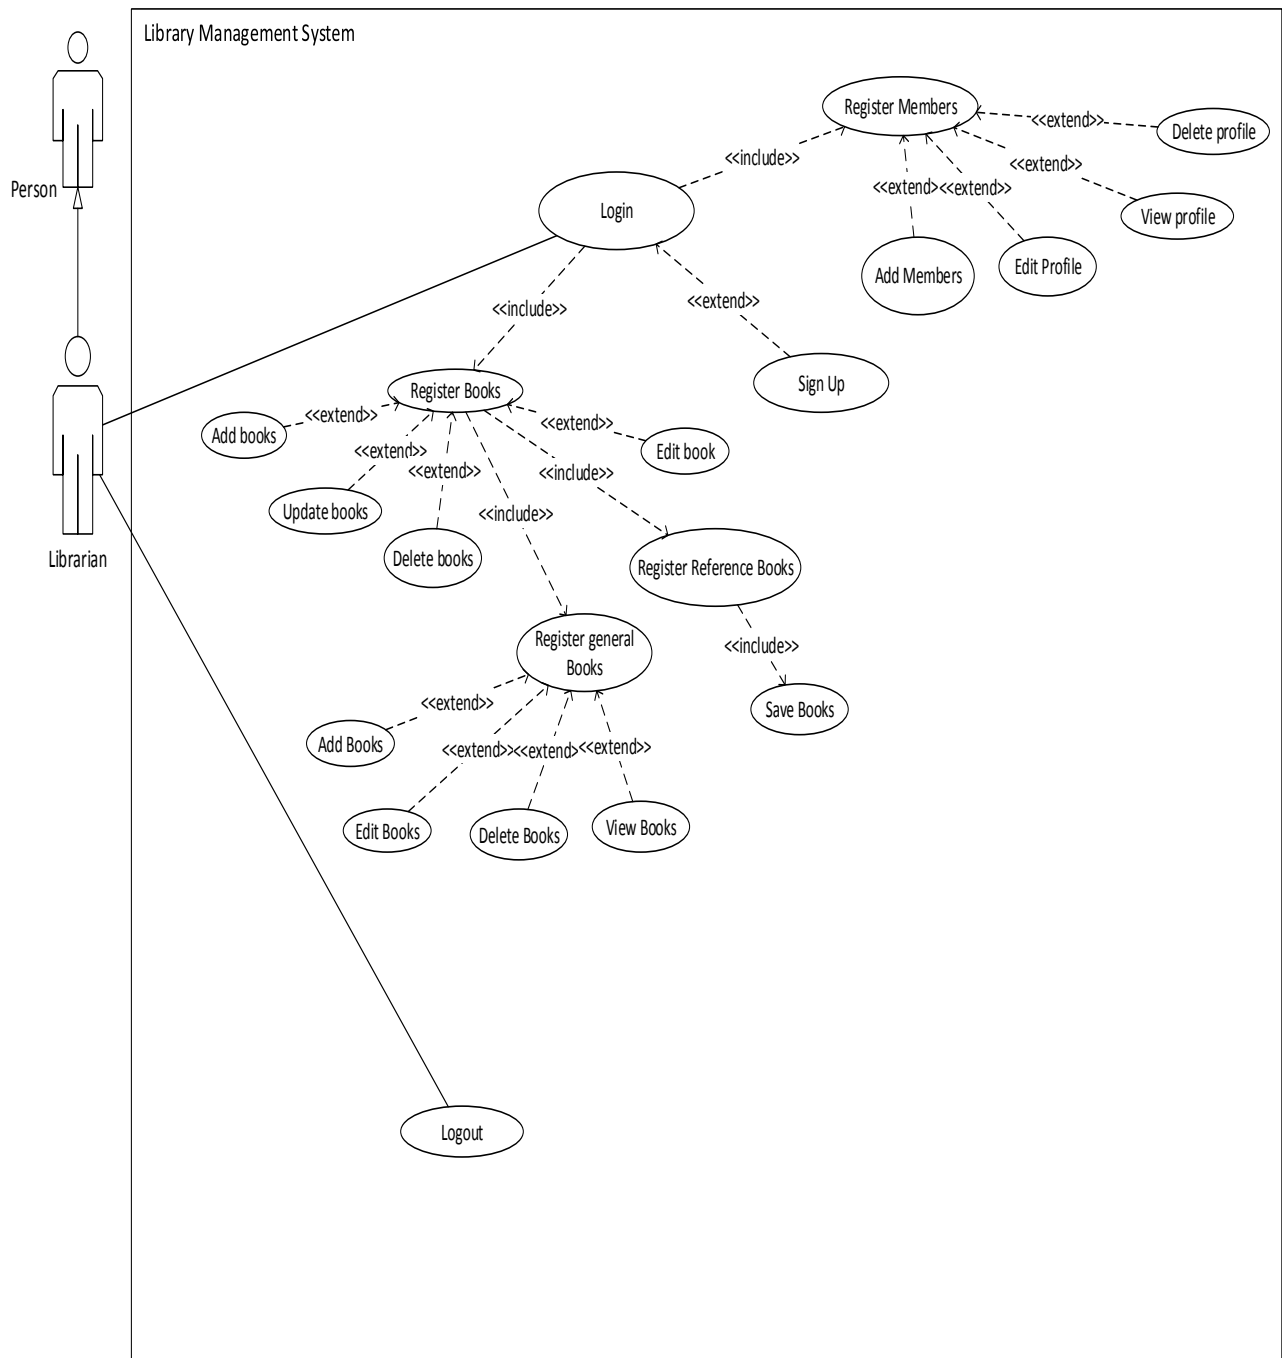 Library Management System
Register Members
<<extend>>
Delete profile
<<include>>
<<extend>>
Person
<<extend>>
<<extend>>
Login
View profile
Add Members
Edit Profile
<<include>>
<<extend>>
Register Books
Sign Up
<<extend>>
<<extend>>
Add books
<<extend>>
Edit book
<<extend>>
<<include>>
Update books
<<include>>
Librarian
Delete books
Register Reference Books
Register general
Books
<<include>>
<<extend>>
Save Books
Add Books
<<extend>>
<<extend>>
<<extend>>
Edit Books
Delete Books
View Books
Logout